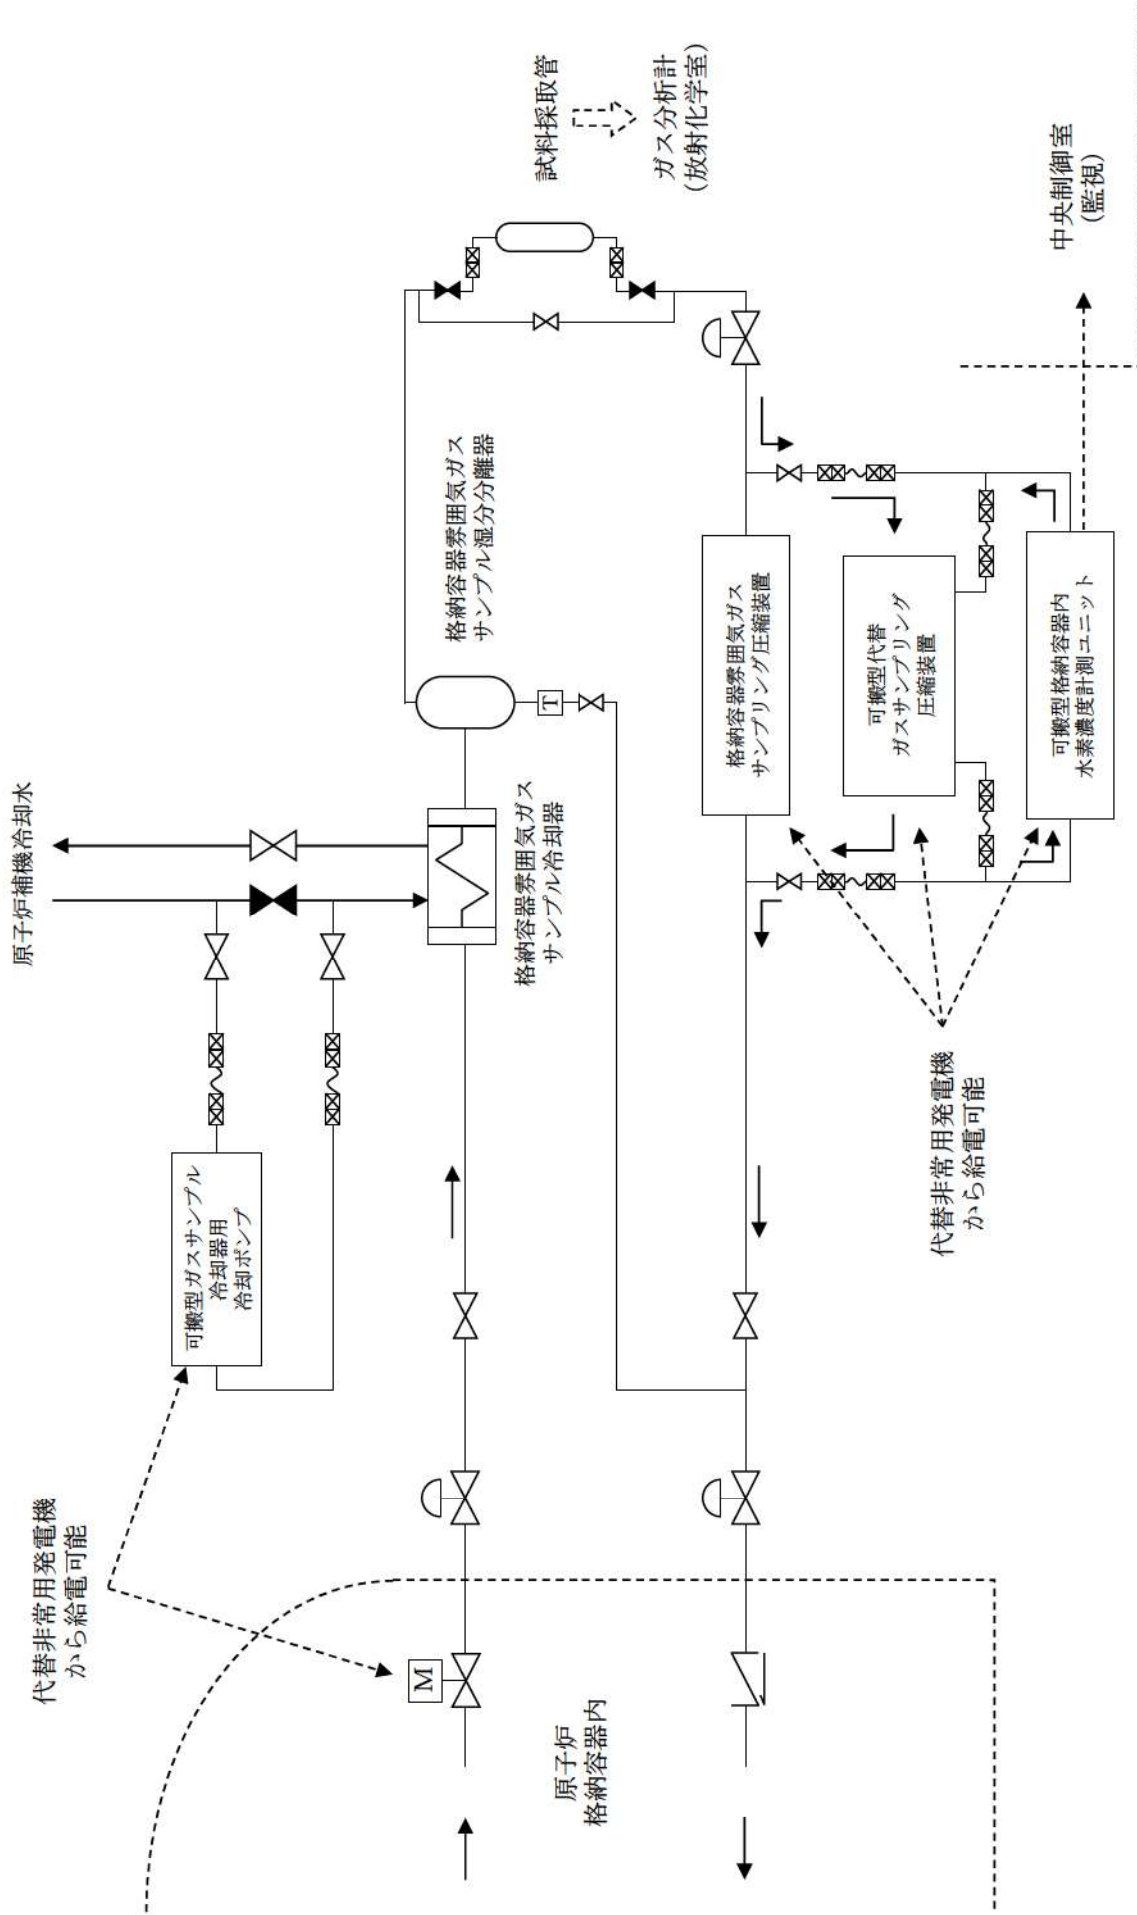 代替非常用発電機
から給電可能
可搬型ガスサンプル
冷却器用
冷却ポンプ
原子炉補機冷却水
M
原子炉
格納容器内
格納容器雰囲気ガス
サンプル冷却器
T
格納容器雰囲気ガス
サンプル湿分分離器
試料採取管
ガス分析計
(放射化学室)
格納容器雰囲気ガス
サンプリング圧縮装置
可搬型代替
ガスサンプリング
圧縮装置
可搬型格納容器内
水素濃度計測ユニット
代替非常用発電機
から給電可能
中央制御室
(監視)